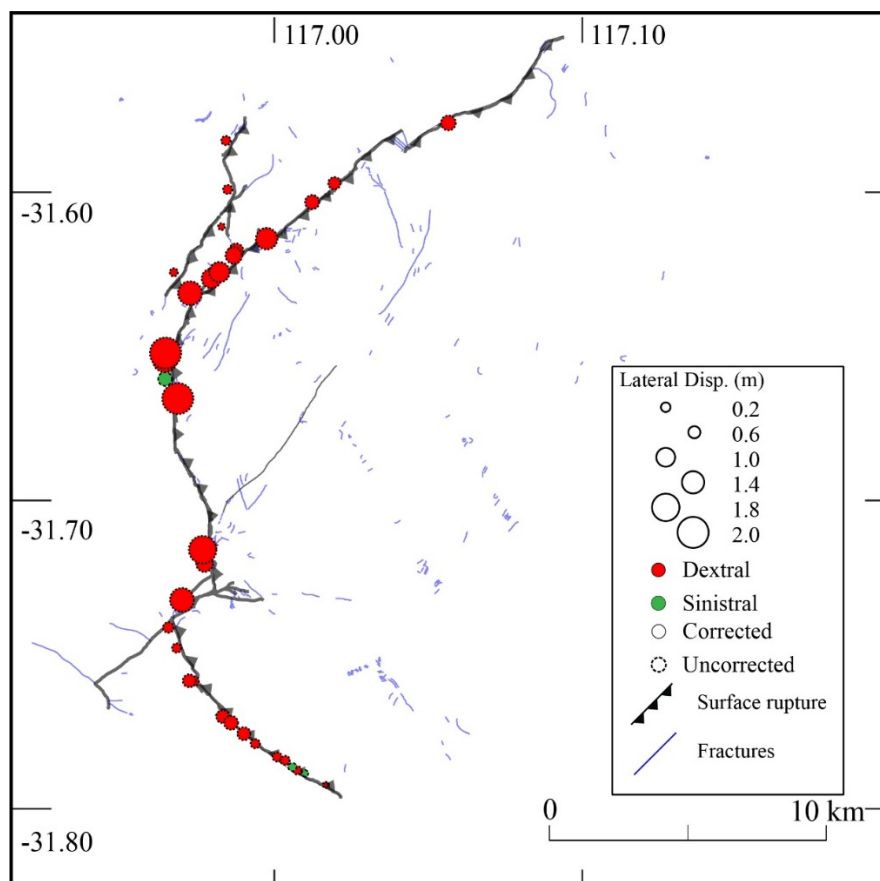 117.00
117.10
-31.60
-31.70
-31.80
Lateral Disp. (m)
0.2
0.6
1.0
1.4
1.8
2.0
Dextral
Sinistral
Corrected
Uncorrected
Surface rupture
Fractures
0
10 km